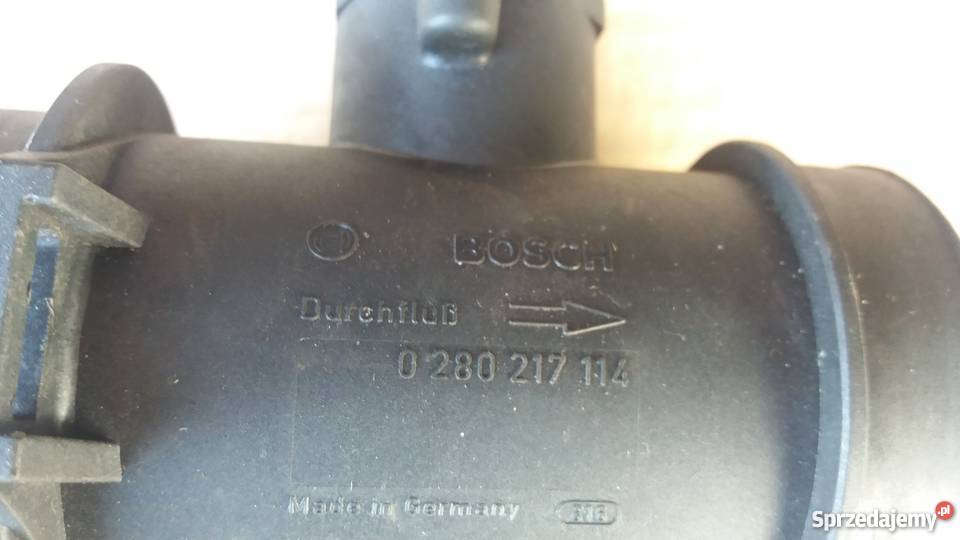 BOSCH
Durchfluß
0 280 217 114
Made in Germany
Sprzedajemy.pl